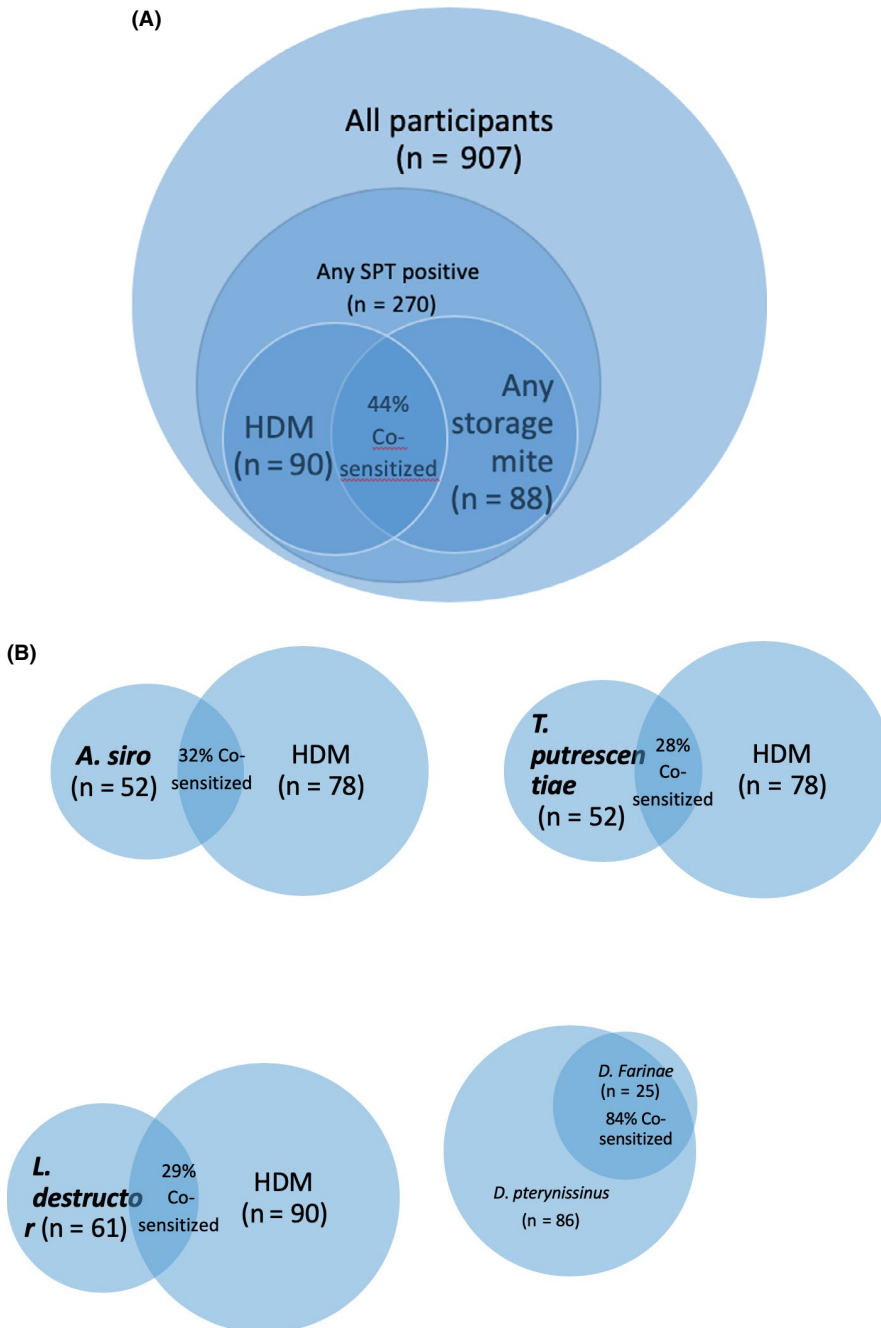 (A)
All participants
(n = 907)
Any SPT positive
(n = 270)
HDM
(n = 90)
44%
Co-
sensitized
Any
storage
mite
(n = 88)
(B)
A. siro
(n = 52)
32% Co-
sensitized
HDM
(n = 78)
T.
putrescen
tiae
(n = 52)
28%
Co-
sensitized
HDM
(n = 78)
L.
destructo
r (n = 61)
29%
Co-
sensitized
HDM
(n = 90)
D. Farinae
(n = 25)
84% Co-
sensitized
D. pterynissinus
(n = 86)